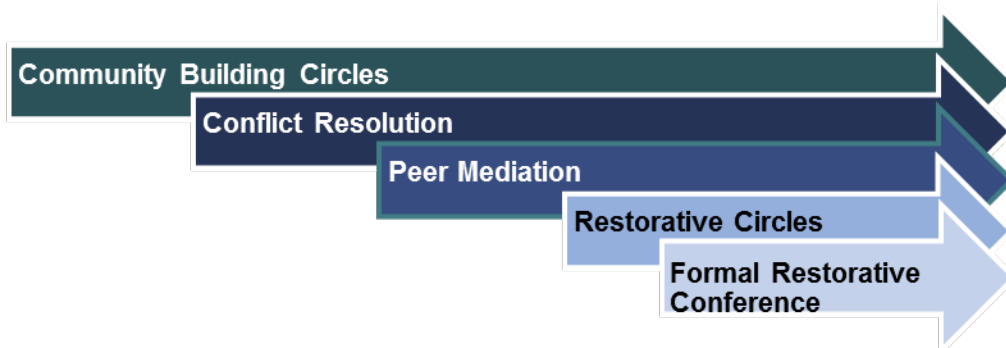 Community Building Circles
Conflict Resolution
Peer Mediation
Restorative Circles
Formal Restorative
Conference